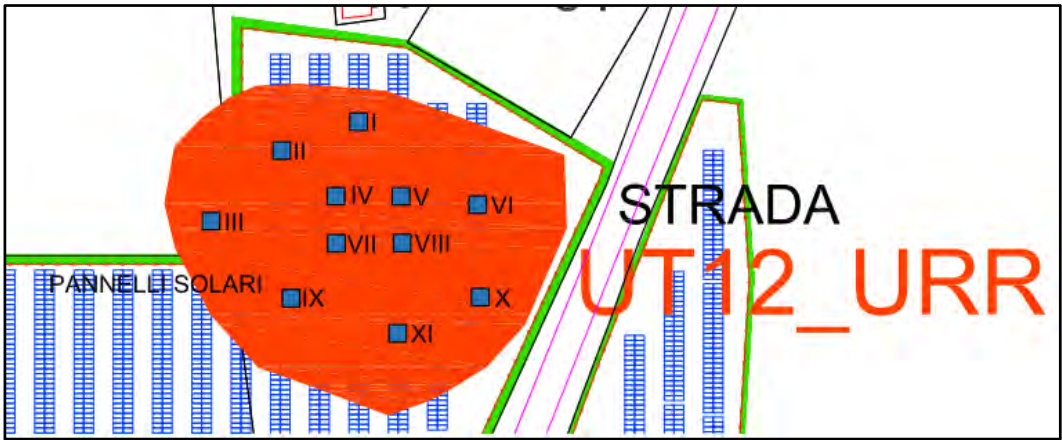 I
II
IV
V
VI
III
VII
VIII
IX
X
XI
STRADA
UT12_URR
PANNELLI SOLARI